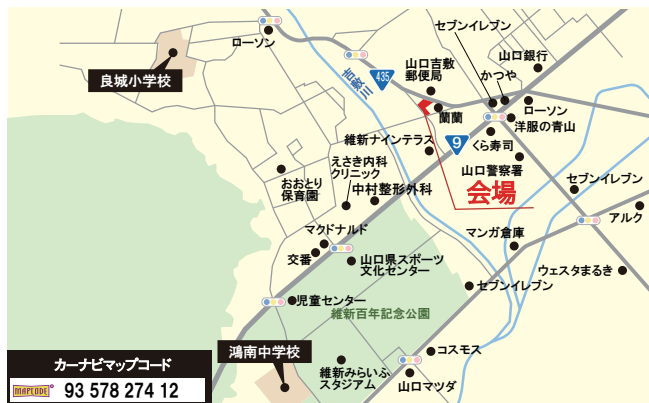 ローソン
良城小学校
吉敷川
435
山口吉敷
郵便局
セブンイレブン
山口銀行
かつや
蘭蘭
ローソン
洋服の青山
維新ナインテラス
9
くら寿司
山口警察署
えさき内科
クリニック
おおとり
保育園
中村整形外科
会場
セブンイレブン
アルク
マクドナルド
交番
マンガ倉庫
山口県スポーツ
文化センター
ウェスタまるき
セブンイレブン
児童センター
維新百年記念公園
鴻南中学校
コスモス
維新みらいふ
スタジアム
山口マツダ
カーナビマップコード
MAPCODE
93 578 274 12